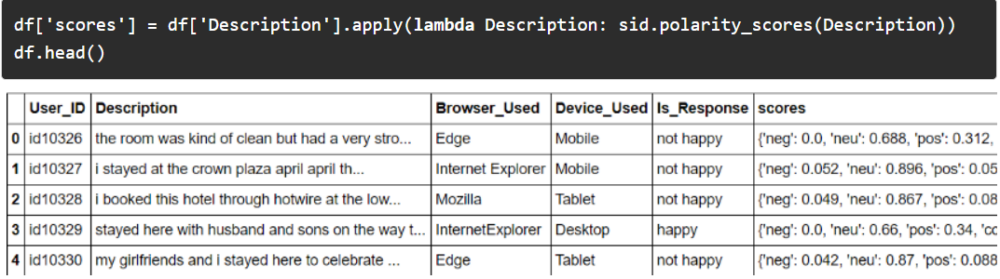 df['scores'] = df['Description'].apply(lambda Description: sid.polarity_scores(Description))
df.head()
User_ID Description Browser_Used Device_Used Is_Response scores
0 id10326 the room was kind of clean but had a very stro... Edge Mobile not happy {'neg': 0.0, 'neu': 0.688, 'pos': 0.312,
1 id10327 i stayed at the crown plaza april april th... Internet Explorer Mobile not happy {'neg': 0.052, 'neu': 0.896, 'pos': 0.05
2 id10328 i booked this hotel through hotwire at the low... Mozilla Tablet not happy {'neg': 0.049, 'neu': 0.867, 'pos': 0.08
3 id10329 stayed here with husband and sons on the way t... InternetExplorer Desktop happy {'neg': 0.0, 'neu': 0.66, 'pos': 0.34, 'co
4 id10330 my girlfriends and i stayed here to celebrate ... Edge Tablet not happy {'neg': 0.042, 'neu': 0.87, 'pos': 0.088